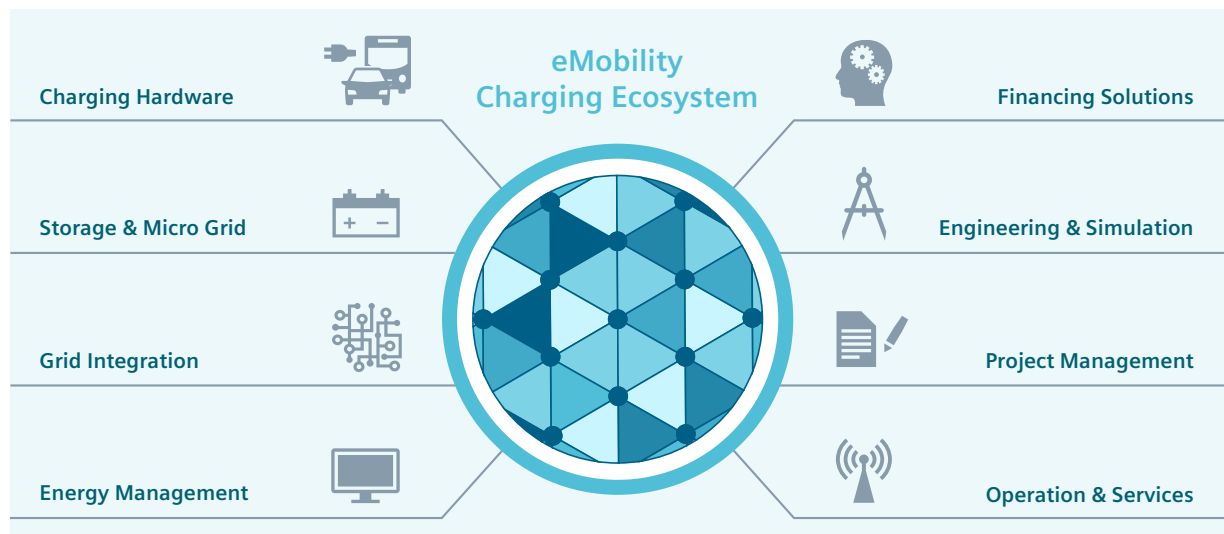 eMobility
Charging Ecosystem
Charging Hardware
Storage & Micro Grid
Grid Integration
Energy Management
Financing Solutions
Engineering & Simulation
Project Management
Operation & Services